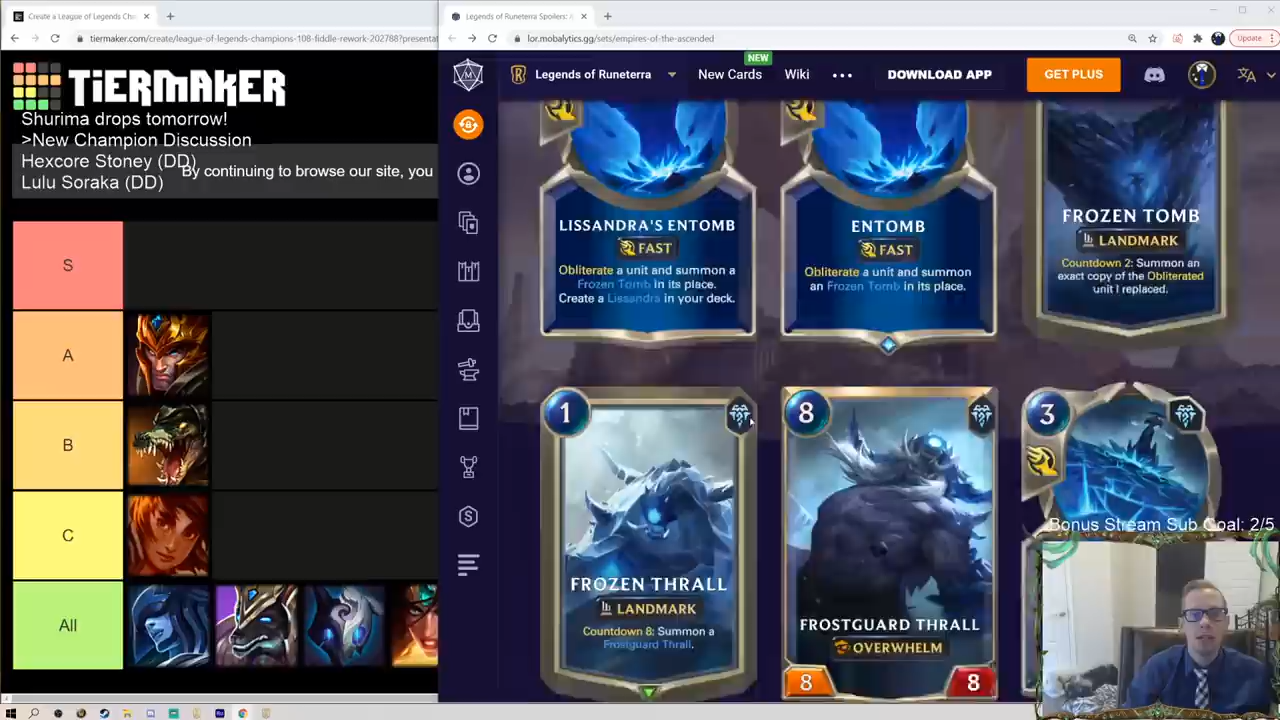 Create a League of Legends Cha
Legends of Runeterra Spoilers: A
tiermaker.com/create/league-of-legends-champions-108-fiddle-rework-202788?presentat
lor.mobalytics.gg/sets/empires-of-the-ascended
Update
TIERMAKER
Shurima drops tomorrow!
>New Champion Discussion
Hexcore Stoney (DD)
Lulu Soraka (DD)
By continuing to browse our site, you
S
A
B
C
All
Legends of Runeterra
NEW
New Cards
Wiki
DOWNLOAD APP
GET PLUS
LISSANDRA'S ENTOMB
FAST
Obliterate a unit and summon a
Frozen Tomb in its place.
Create a Lissandra in your deck.
ENTOMB
FAST
Obliterate a unit and summon
an Frozen Tomb in its place.
FROZEN TOMB
LANDMARK
Countdown 2: Summon an
exact copy of the Obliterated
unit I replaced.
1
FROZEN THRALL
LANDMARK
Countdown 8: Summon a
Frostguard Thrall.
8
FROSTGUARD THRALL
OVERWHELM
8
8
3
Bonus Stream Sub Goal: 2/5